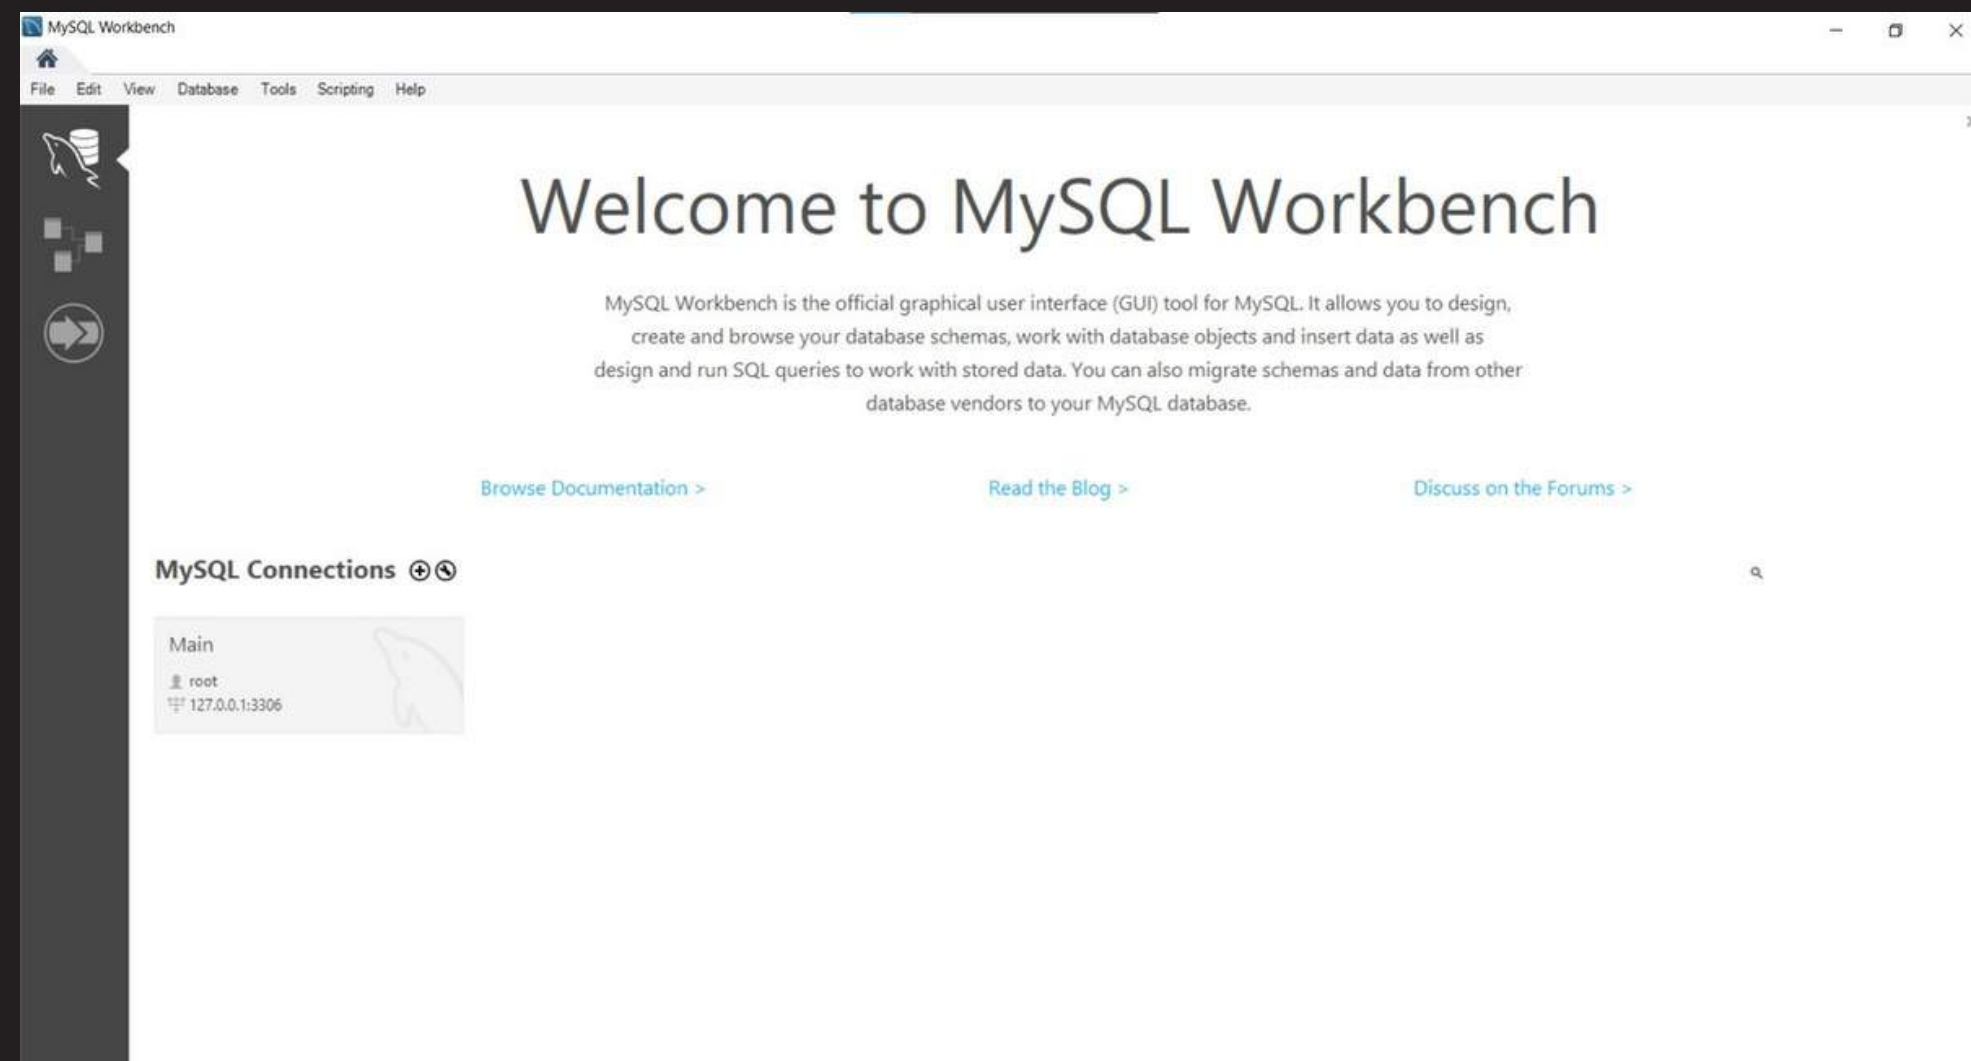 MySQL Workbench
File Edit View Database Tools Scripting Help
Welcome to MySQL Workbench
MySQL Workbench is the official graphical user interface (GUI) tool for MySQL. It allows you to design,
create and browse your database schemas, work with database objects and insert data as well as
design and run SQL queries to work with stored data. You can also migrate schemas and data from other
database vendors to your MySQL database.
Browse Documentation >
Read the Blog >
Discuss on the Forums >
MySQL Connections
Main
root
127.0.0.1:3306